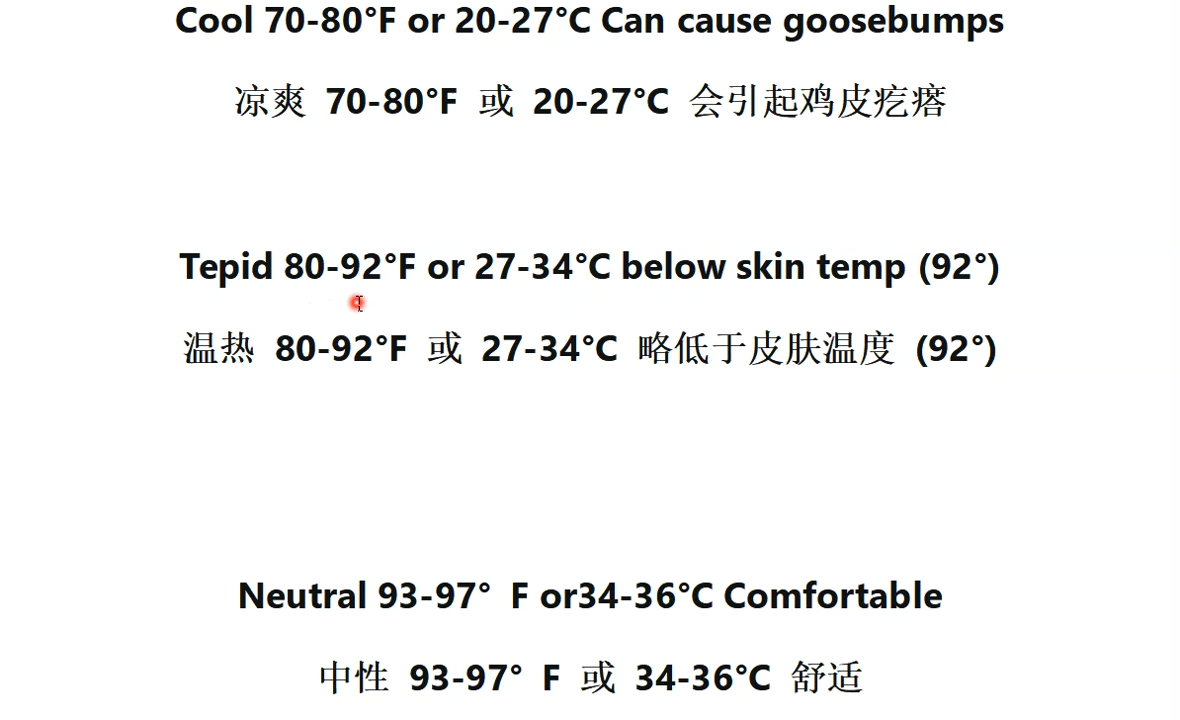 Cool 70-80°F or 20-27°C Can cause goosebumps
凉爽 70-80°F 或 20-27°C 会引起鸡皮疙瘩
Tepid 80-92°F or 27-34°C below skin temp (92°)
温热 80-92°F 或 27-34°C 略低于皮肤温度 (92°)
Neutral 93-97° F or34-36°C Comfortable
中性 93-97° F 或 34-36°C 舒适